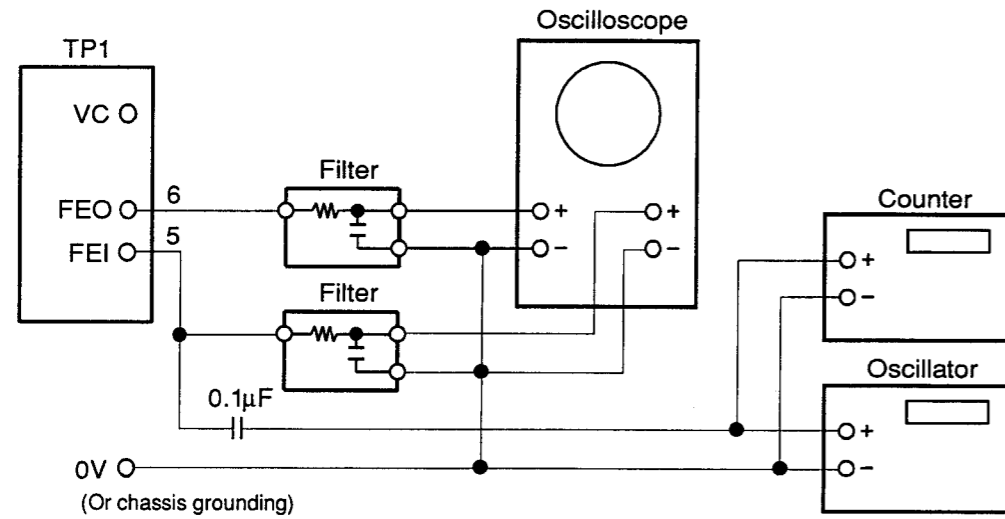 Oscilloscope
TP1
VC
Filter
FEO
6
+
+
Counter
FEI
5
−
−
+
Filter
−
Oscillator
0.1μF
+
0V
−
(Or chassis grounding)